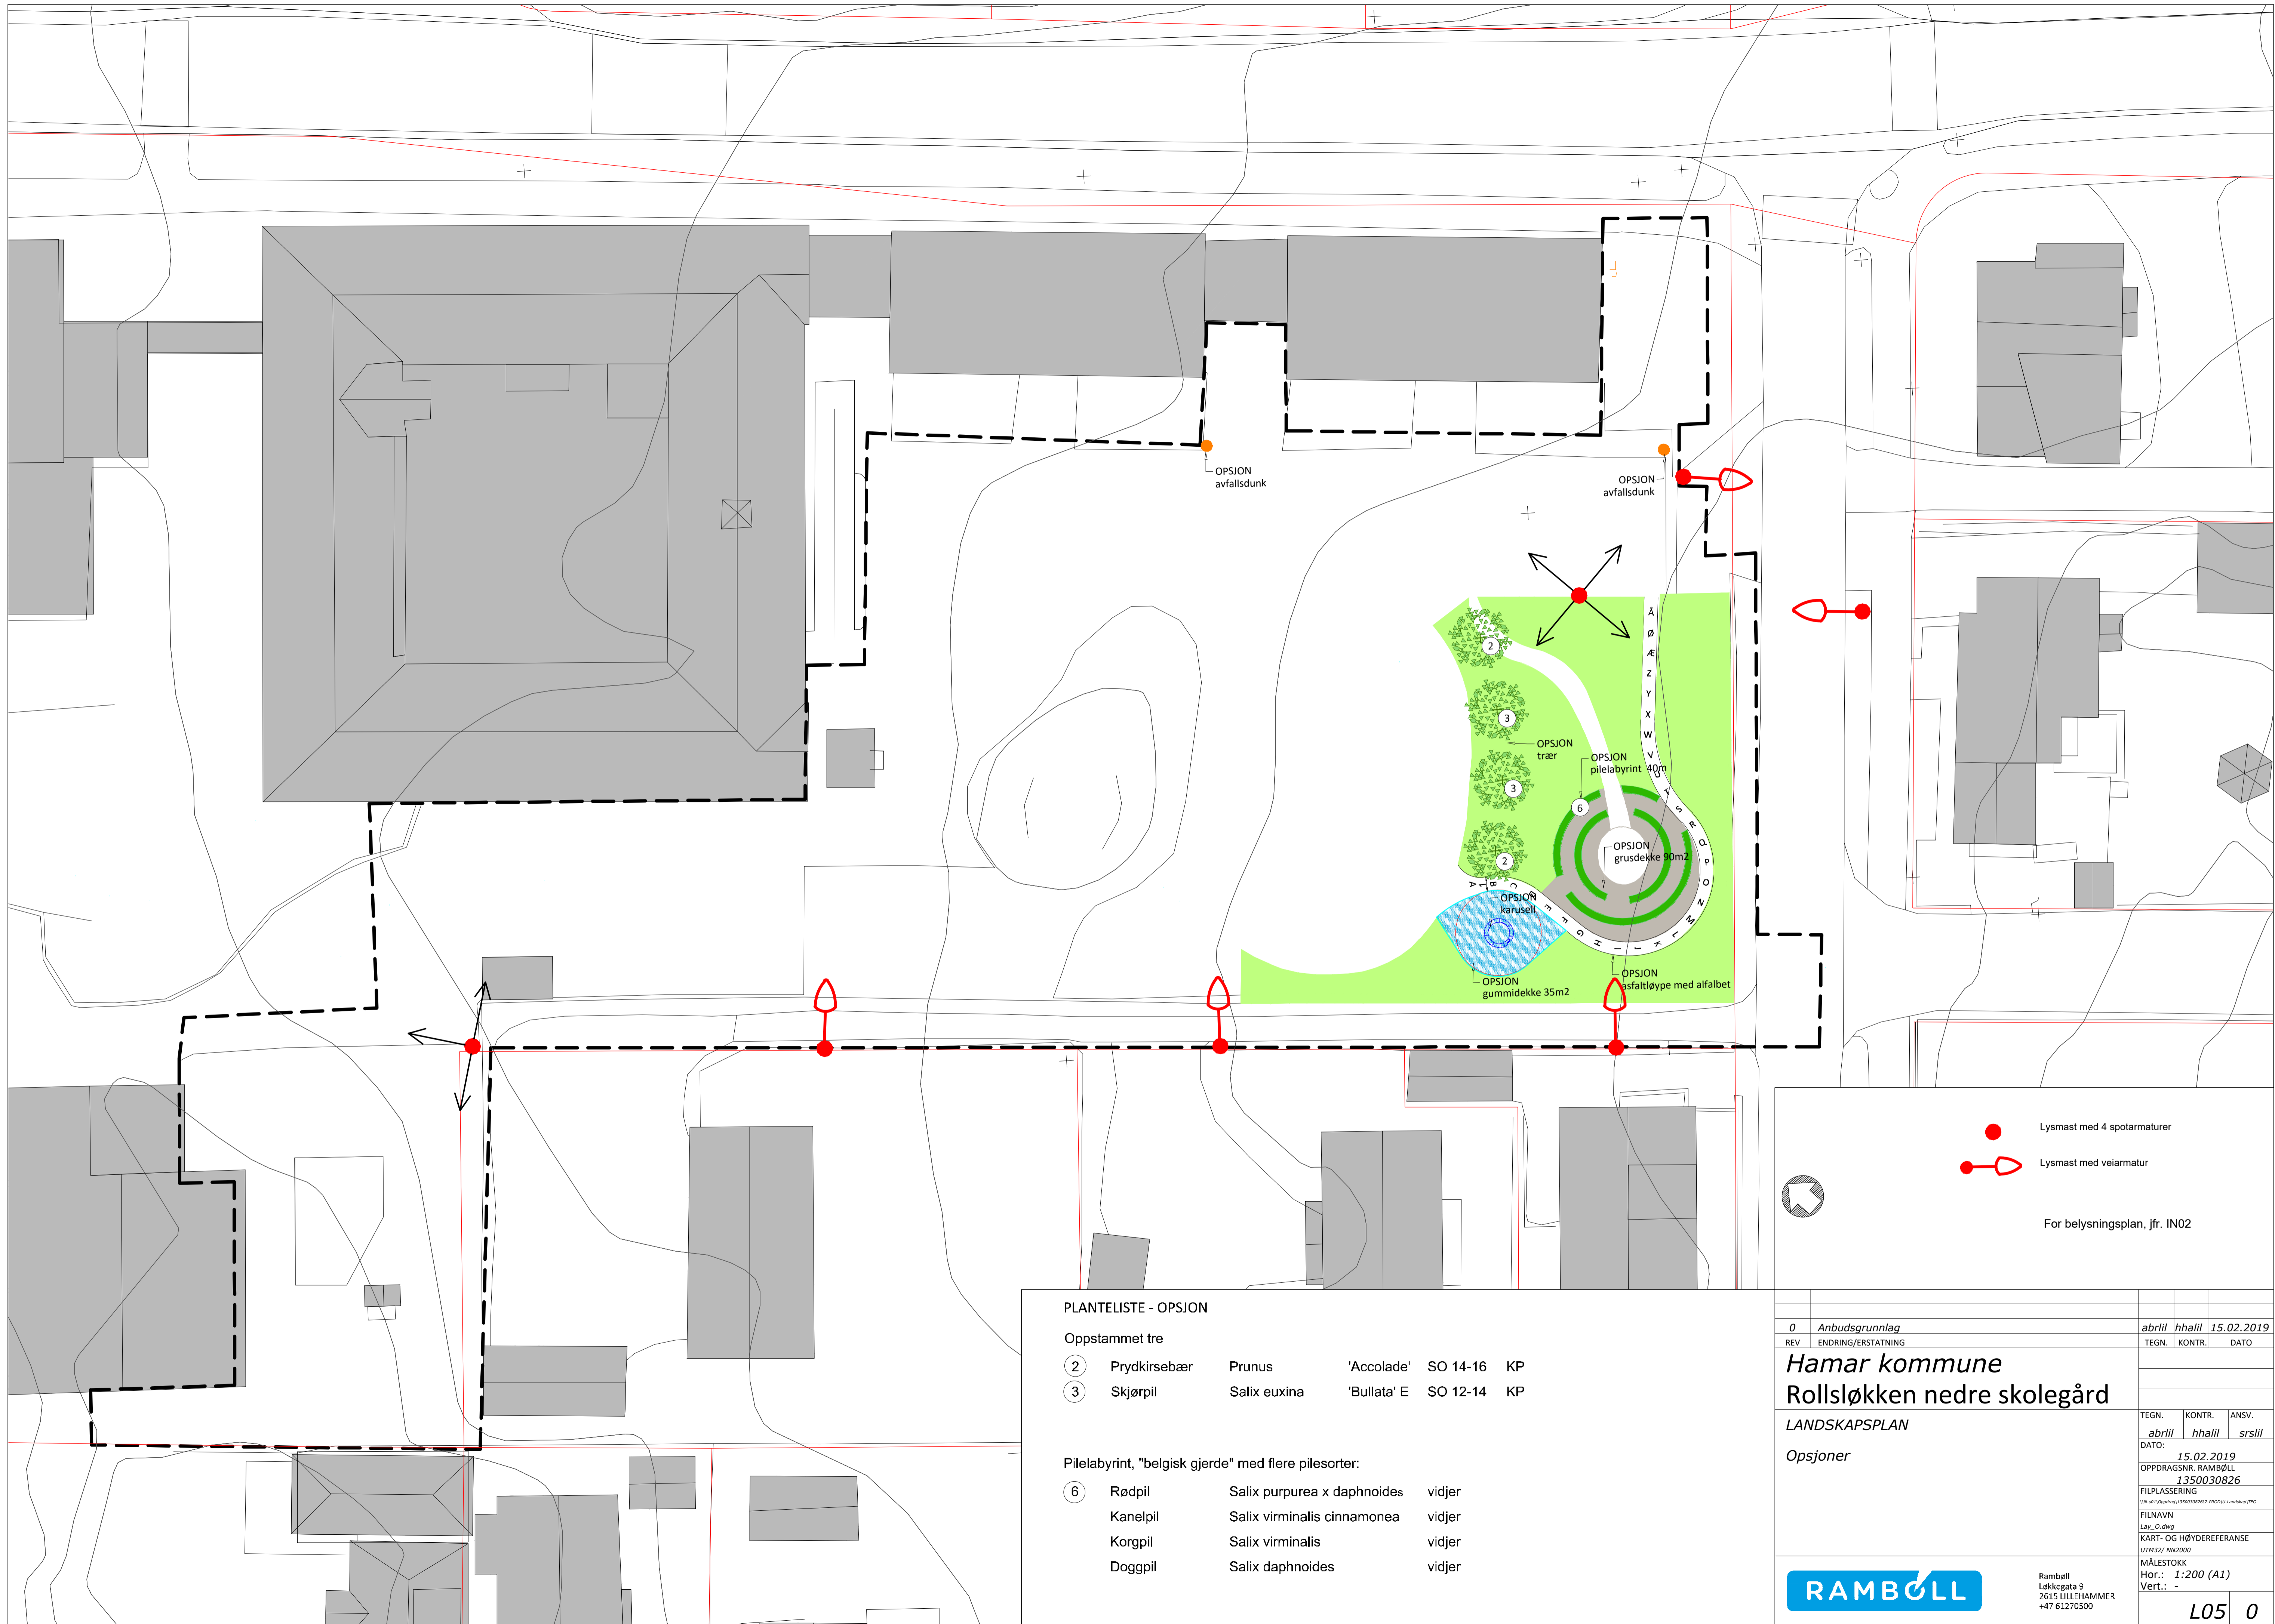 OPSJON
avfallsdunk
OPSJON
avfallsdunk
Å
Ø
Æ
Z
Y
X
W
V
U
T
S
R
Q
P
O
N
M
L
K
J
I
H
G
F
E
D
C
B
A
2
3
OPSJON
trær
OPSJON
pilelabyrint 40m
3
6
OPSJON
grusdekke 90m2
2
OPSJON
karusell
OPSJON
gummidekke 35m2
OPSJON
asfaltløype med alfalbet
Lysmast med 4 spotarmaturer
Lysmast med veiarmatur
For belysningsplan, jfr. IN02
PLANTELISTE - OPSJON
Oppstammet tre
2 Prydkirsebær Prunus 'Accolade' SO 14-16 KP
3 Skjørpil Salix euxina 'Bullata' E SO 12-14 KP
Pilelabyrint, "belgisk gjerde" med flere pilesorter:
6 Rødpil Salix purpurea x daphnoides vidjer
Kanelpil Salix virminalis cinnamonea vidjer
Korgpil Salix virminalis vidjer
Doggpil Salix daphnoides vidjer
0 Anbudsgrunnlag abrlil hhalil 15.02.2019
REV ENDRING/ERSTATNING TEGN. KONTR. DATO
Hamar kommune
Rollsløkken nedre skolegård
LANDSKAPSPLAN
Opsjoner
TEGN. KONTR. ANSV.
abrlil hhalil srslil
DATO:
15.02.2019
OPPDRAGSNR. RAMBØLL
1350030826
FILPLASSERING
FILNAVN
Lay_O.dwg
KART- OG HØYDEREFERANSE
UTM32/ NN2000
MÅLESTOKK
Hor.: 1:200 (A1)
Vert.: -
L05 0
RAMBOLL
Rambøll
Løkkegata 9
2615 LILLEHAMMER
+47 61270500